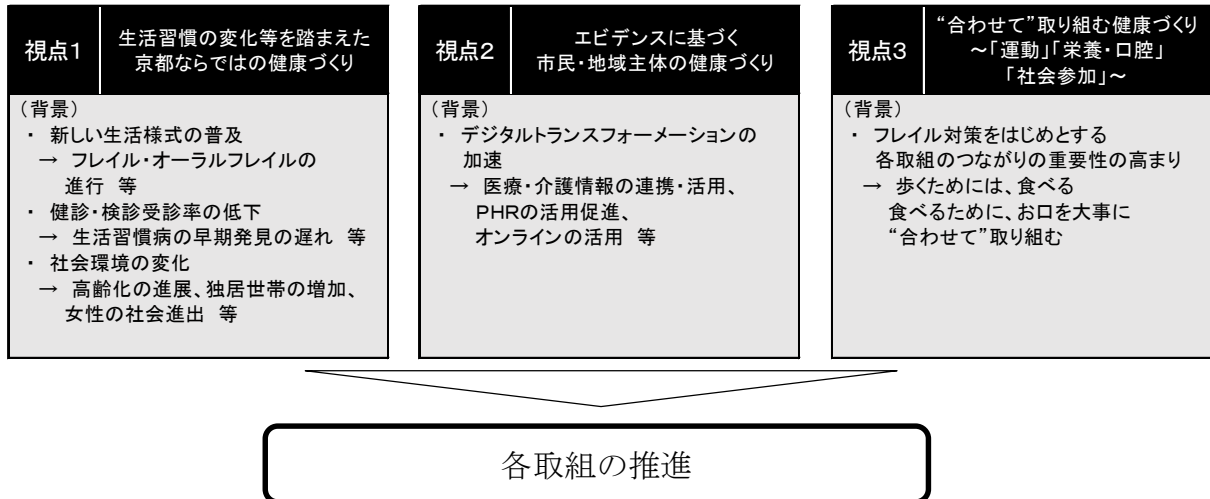 視点1
生活習慣の変化等を踏まえた
京都ならではの健康づくり
（背景）
・ 新しい生活様式の普及
→ フレイル・オーラルフレイルの
進行 等
・ 健診・検診受診率の低下
→ 生活習慣病の早期発見の遅れ 等
・ 社会環境の変化
→ 高齢化の進展、独居世帯の増加、
女性の社会進出 等
視点2
エビデンスに基づく
市民・地域主体の健康づくり
（背景）
・ デジタルトランスフォーメーションの
加速
→ 医療・介護情報の連携・活用、
PHRの活用促進、
オンラインの活用 等
視点3
“合わせて”取り組む健康づくり
～「運動」「栄養・口腔」
「社会参加」～
（背景）
・ フレイル対策をはじめとする
各取組のつながりの重要性の高まり
→ 歩くためには、食べる
食べるために、お口を大事に
“合わせて”取り組む
各取組の推進